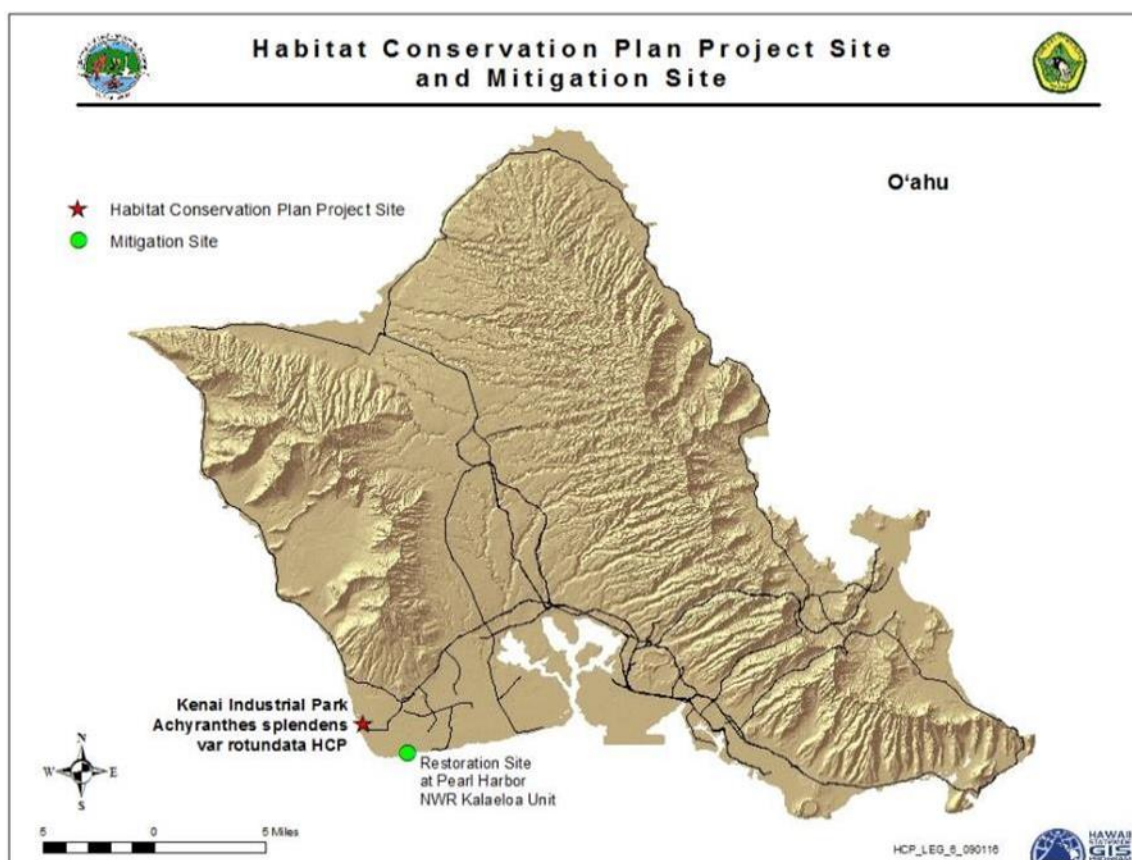 Habitat Conservation Plan Project Site
and Mitigation Site
O‘ahu
Habitat Conservation Plan Project Site
Mitigation Site
Kenai Industrial Park
Achyranthes splendens
var rotundata HCP
Restoration Site
at Pearl Harbor
NWR Kalaeloa Unit
N
W E
S
5 0 5 Miles
HCP_LEG_6_090116
HAWAII
STATEWIDE
GIS